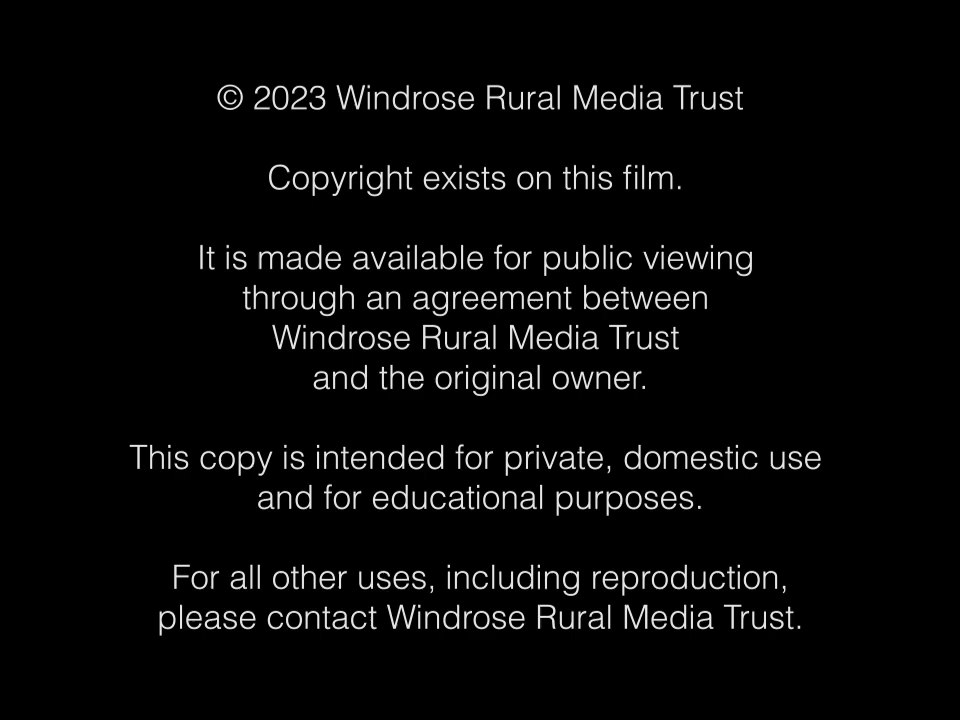 © 2023 Windrose Rural Media Trust
Copyright exists on this film.
It is made available for public viewing
through an agreement between
Windrose Rural Media Trust
and the original owner.
This copy is intended for private, domestic use
and for educational purposes.
For all other uses, including reproduction,
please contact Windrose Rural Media Trust.